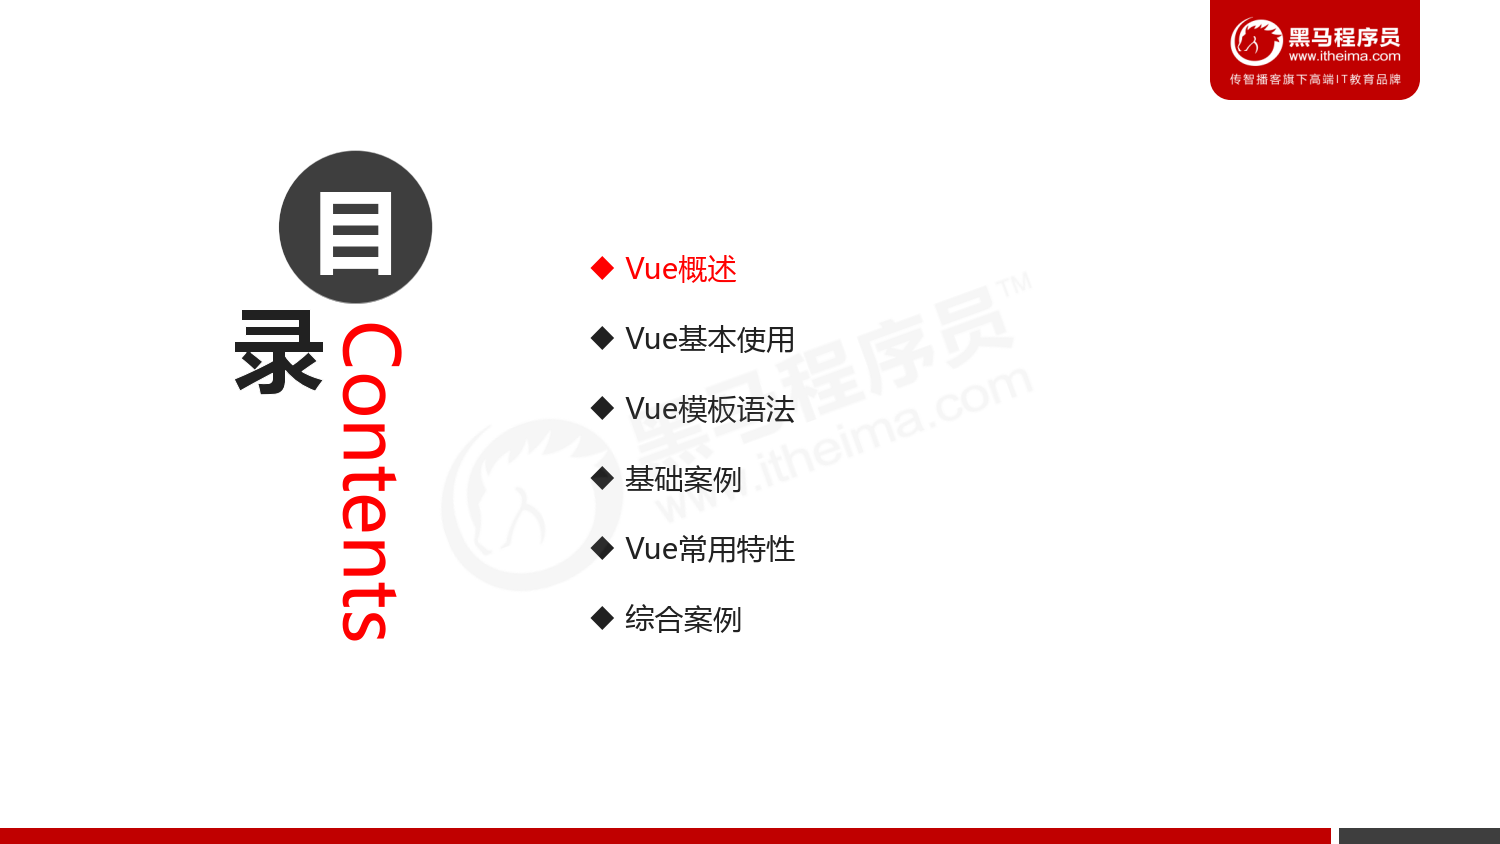 黑马程序员
www.itheima.com
传智播客旗下高端IT教育品牌
目
录
Contents
Vue概述
Vue基本使用
Vue模板语法
基础案例
Vue常用特性
综合案例
黑马程序员™
www.itheima.com